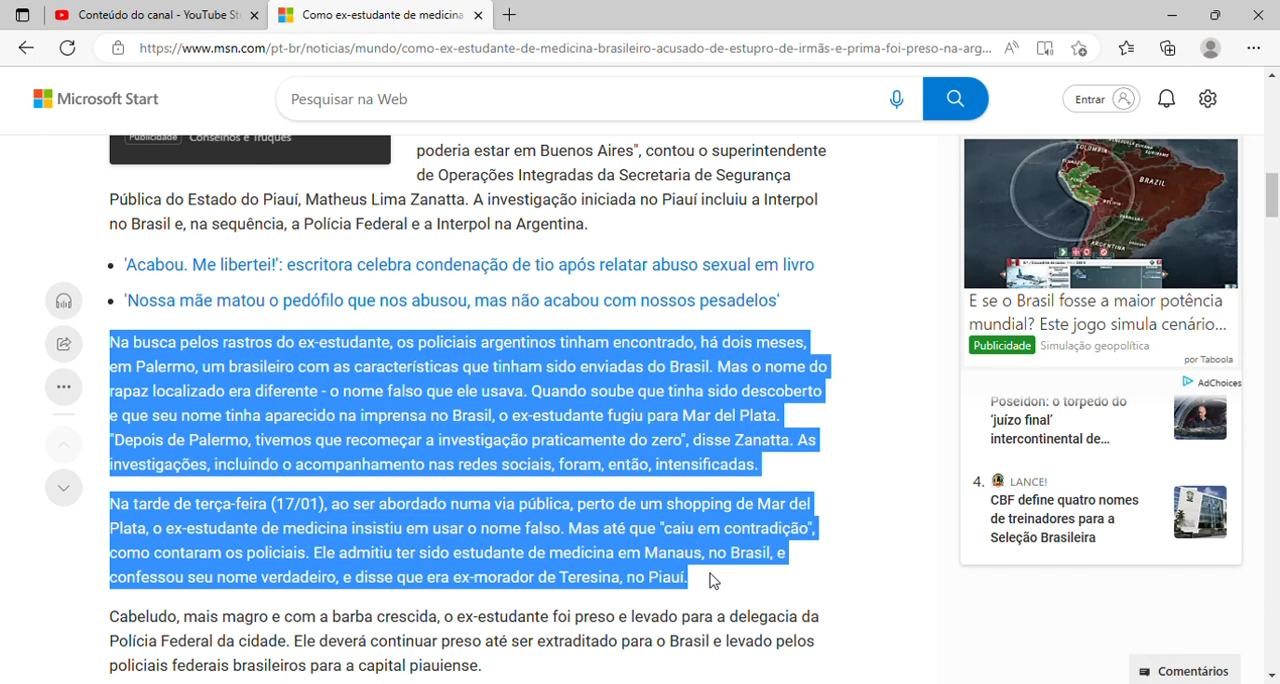 Conteúdo do canal - YouTube St
Como ex-estudante de medicina
https://www.msn.com/pt-br/noticias/mundo/como-ex-estudante-de-medicina-brasileiro-acusado-de-estupro-de-irmãs-e-prima-foi-preso-na-arg...
Microsoft Start
Pesquisar na Web
Entrar
Publicidade Conselhos e Truques
poderia estar em Buenos Aires", contou o superintendente
de Operações Integradas da Secretaria de Segurança
Pública do Estado do Piauí, Matheus Lima Zanatta. A investigação iniciada no Piauí incluiu a Interpol
no Brasil e, na sequência, a Polícia Federal e a Interpol na Argentina.
• 'Acabou. Me libertei!': escritora celebra condenação de tio após relatar abuso sexual em livro
• 'Nossa mãe matou o pedófilo que nos abusou, mas não acabou com nossos pesadelos'
Na busca pelos rastros do ex-estudante, os policiais argentinos tinham encontrado, há dois meses,
em Palermo, um brasileiro com as características que tinham sido enviadas do Brasil. Mas o nome do
rapaz localizado era diferente - o nome falso que ele usava. Quando soube que tinha sido descoberto
e que seu nome tinha aparecido na imprensa no Brasil, o ex-estudante fugiu para Mar del Plata.
"Depois de Palermo, tivemos que recomeçar a investigação praticamente do zero", disse Zanatta. As
investigações, incluindo o acompanhamento nas redes sociais, foram, então, intensificadas.
Na tarde de terça-feira (17/01), ao ser abordado numa via pública, perto de um shopping de Mar del
Plata, o ex-estudante de medicina insistiu em usar o nome falso. Mas até que "caiu em contradição",
como contaram os policiais. Ele admitiu ter sido estudante de medicina em Manaus, no Brasil, e
confessou seu nome verdadeiro, e disse que era ex-morador de Teresina, no Piauí.
Cabeludo, mais magro e com a barba crescida, o ex-estudante foi preso e levado para a delegacia da
Polícia Federal da cidade. Ele deverá continuar preso até ser extraditado para o Brasil e levado pelos
policiais federais brasileiros para a capital piauiense.
COLOMBIA
BRAZIL
ARGENTINA
E se o Brasil fosse a maior potência
mundial? Este jogo simula cenário...
Publicidade Simulação geopolítica
por Taboola
AdChoices
Poseidon: o torpedo do
'juízo final'
intercontinental de...
4. LANCE!
CBF define quatro nomes
de treinadores para a
Seleção Brasileira
Comentários